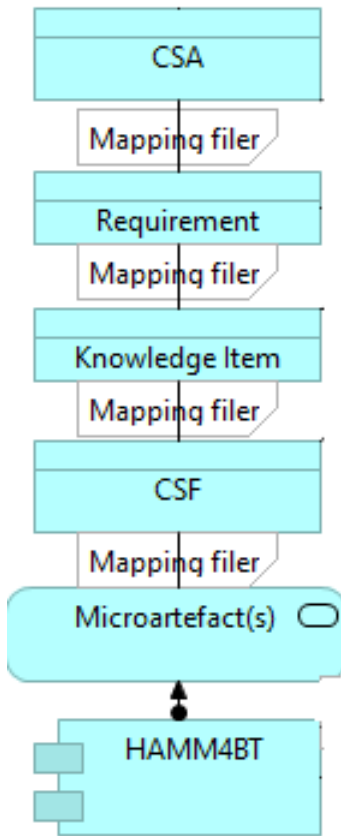 CSA
Mapping filer
Requirement
Mapping filer
Knowledge Item
Mapping filer
CSF
Mapping filer
Microartefact(s)
HAMM4BT